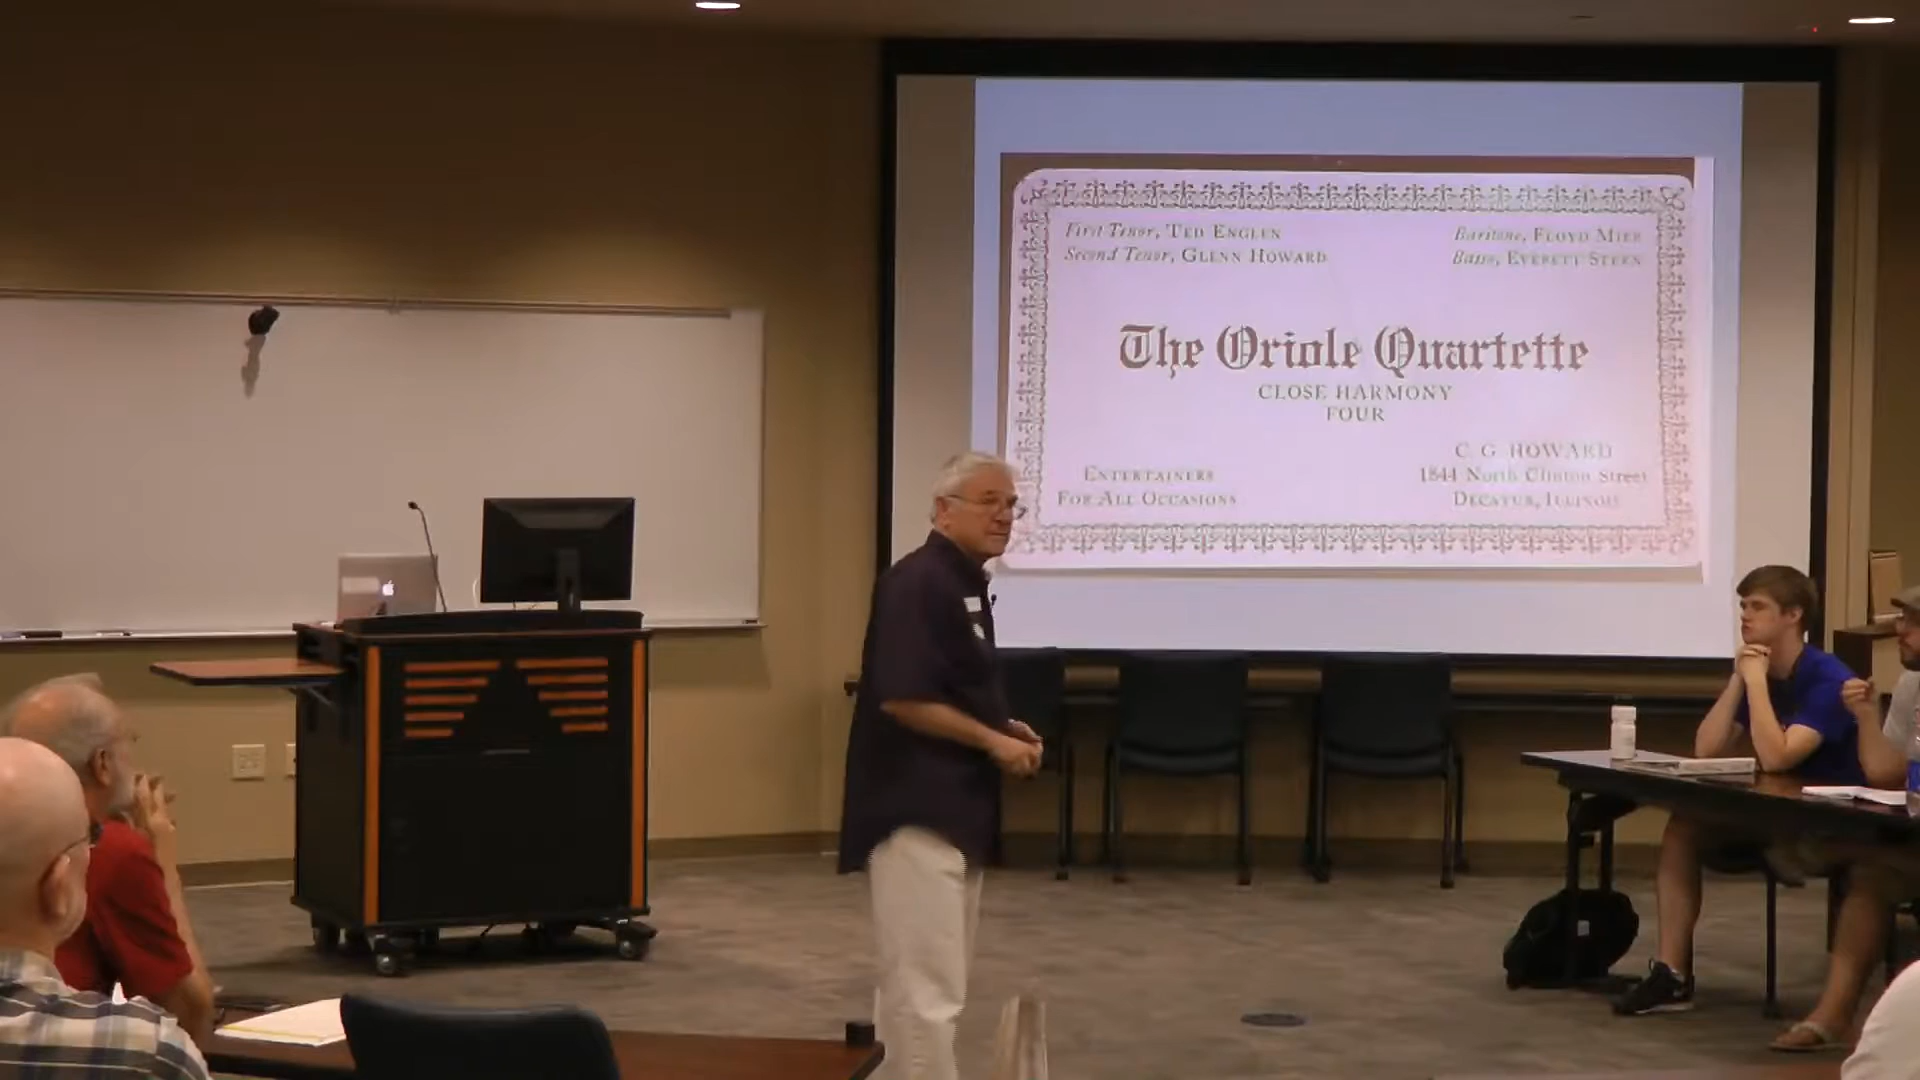 First Tenor, TED ENGLEN
Second Tenor, GLENN HOWARD
Baritone, FLOYD MIER
Basso, EVERETT STERN
The Oriole Quartette
CLOSE HARMONY
FOUR
ENTERTAINERS
FOR ALL OCCASIONS
C. G. HOWARD
1844 North Clinton Street
DECATUR, ILLINOIS